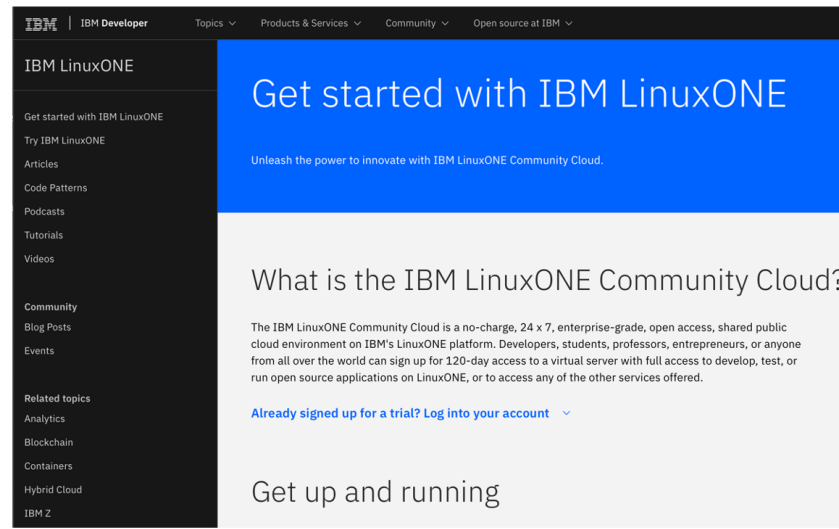 IBM IBM Developer Topics Products & Services Community Open source at IBM
IBM LinuxONE
Get started with IBM LinuxONE
Try IBM LinuxONE
Articles
Code Patterns
Podcasts
Tutorials
Videos
Community
Blog Posts
Events
Related topics
Analytics
Blockchain
Containers
Hybrid Cloud
IBM Z
Get started with IBM LinuxONE
Unleash the power to innovate with IBM LinuxONE Community Cloud.
What is the IBM LinuxONE Community Cloud?
The IBM LinuxONE Community Cloud is a no-charge, 24 x 7, enterprise-grade, open access, shared public
cloud environment on IBM's LinuxONE platform. Developers, students, professors, entrepreneurs, or anyone
from all over the world can sign up for 120-day access to a virtual server with full access to develop, test, or
run open source applications on LinuxONE, or to access any of the other services offered.
Already signed up for a trial? Log into your account
Get up and running